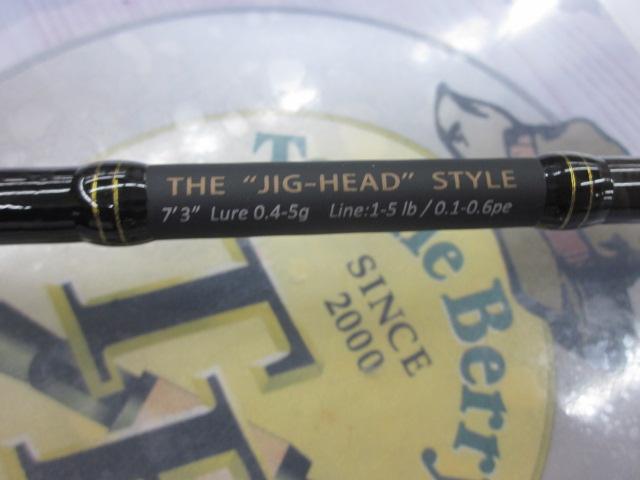 THE "JIG-HEAD" STYLE
7'3" Lure 0.4-5g Line:1-5 lb / 0.1-0.6pe
SINCE
2000
Berry